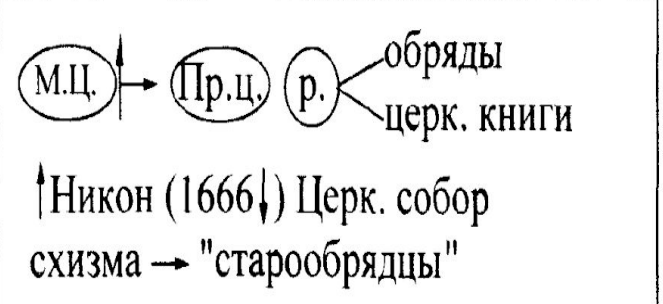 М.Ц. → Пр.ц. р. обряды
церк. книги
↑Никон (1666↓) Церк. собор
схизма → "старообрядцы"